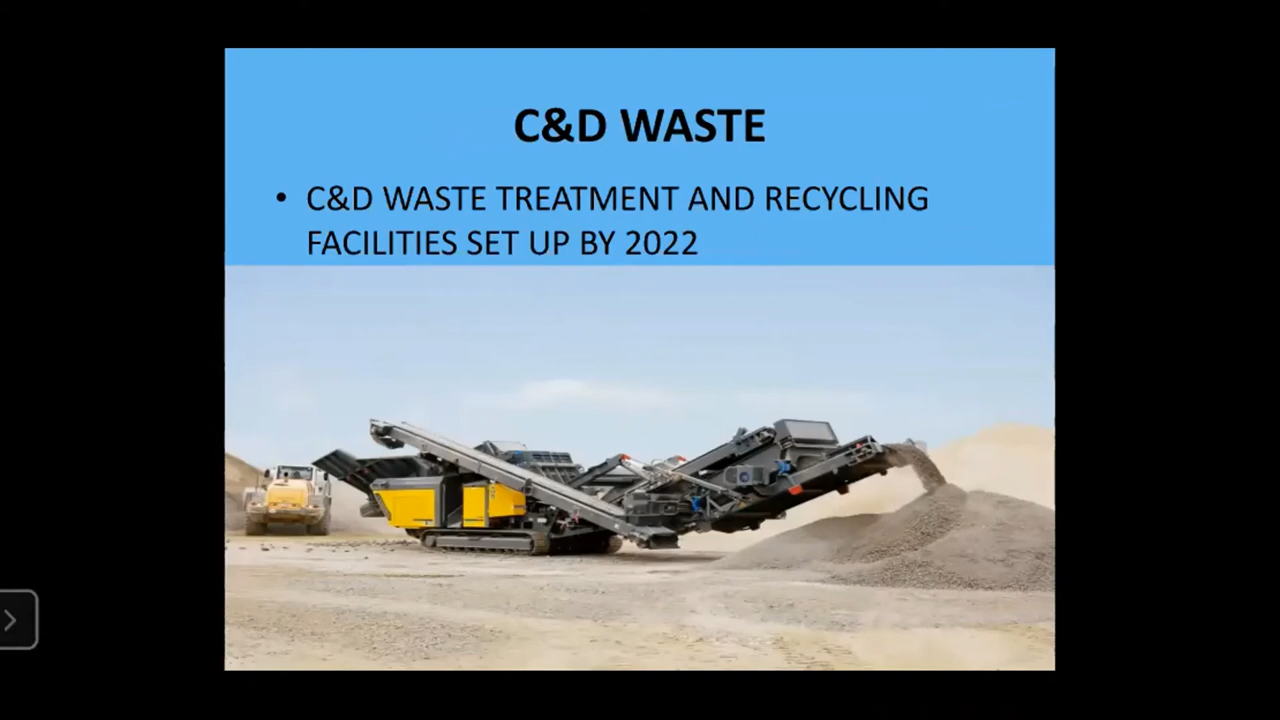 C&D WASTE
• C&D WASTE TREATMENT AND RECYCLING
FACILITIES SET UP BY 2022